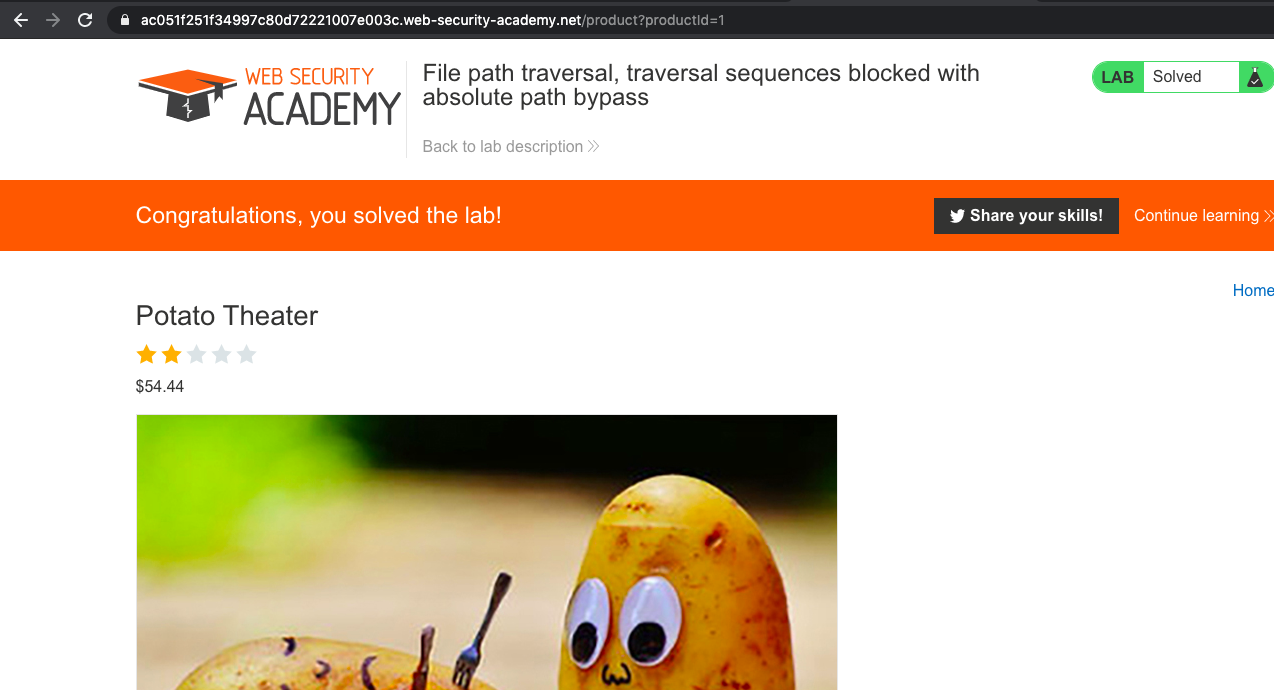 ac051f251f34997c80d72221007e003c.web-security-academy.net/product?productId=1
WEB SECURITY
ACADEMY
File path traversal, traversal sequences blocked with
absolute path bypass
LAB Solved
Back to lab description
Congratulations, you solved the lab!
Share your skills!
Continue learning
Home
Potato Theater
$54.44